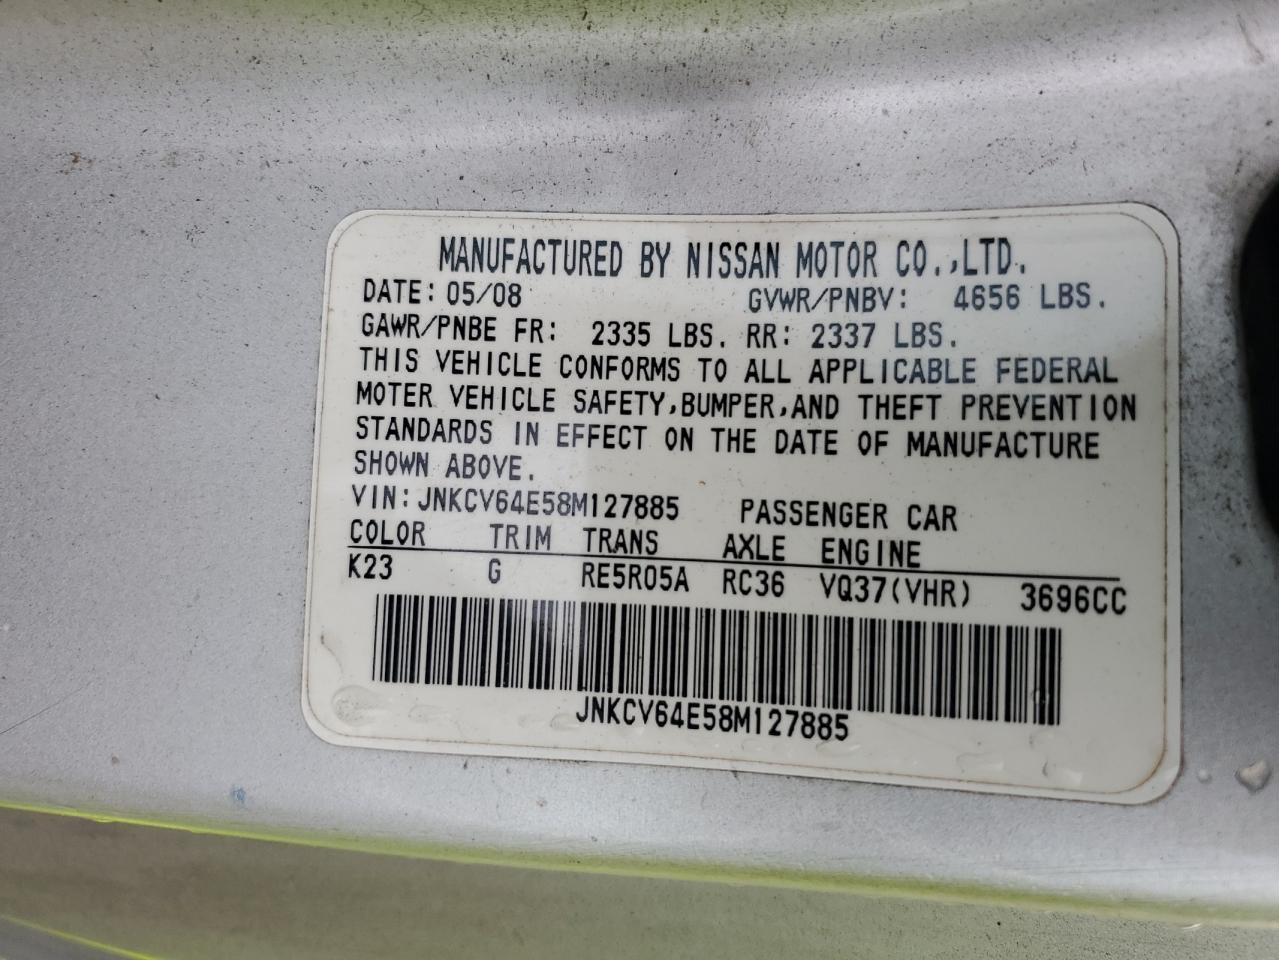 MANUFACTURED BY NISSAN MOTOR CO.,LTD.
DATE: 05/08 GVWR/PNBV: 4656 LBS.
GAWR/PNBE FR: 2335 LBS. RR: 2337 LBS.
THIS VEHICLE CONFORMS TO ALL APPLICABLE FEDERAL
MOTER VEHICLE SAFETY,BUMPER,AND THEFT PREVENTION
STANDARDS IN EFFECT ON THE DATE OF MANUFACTURE
SHOWN ABOVE.
VIN: JNKCV64E58M127885 PASSENGER CAR
COLOR TRIM TRANS AXLE ENGINE
K23 G RE5R05A RC36 VQ37(VHR) 3696CC
JNKCV64E58M127885